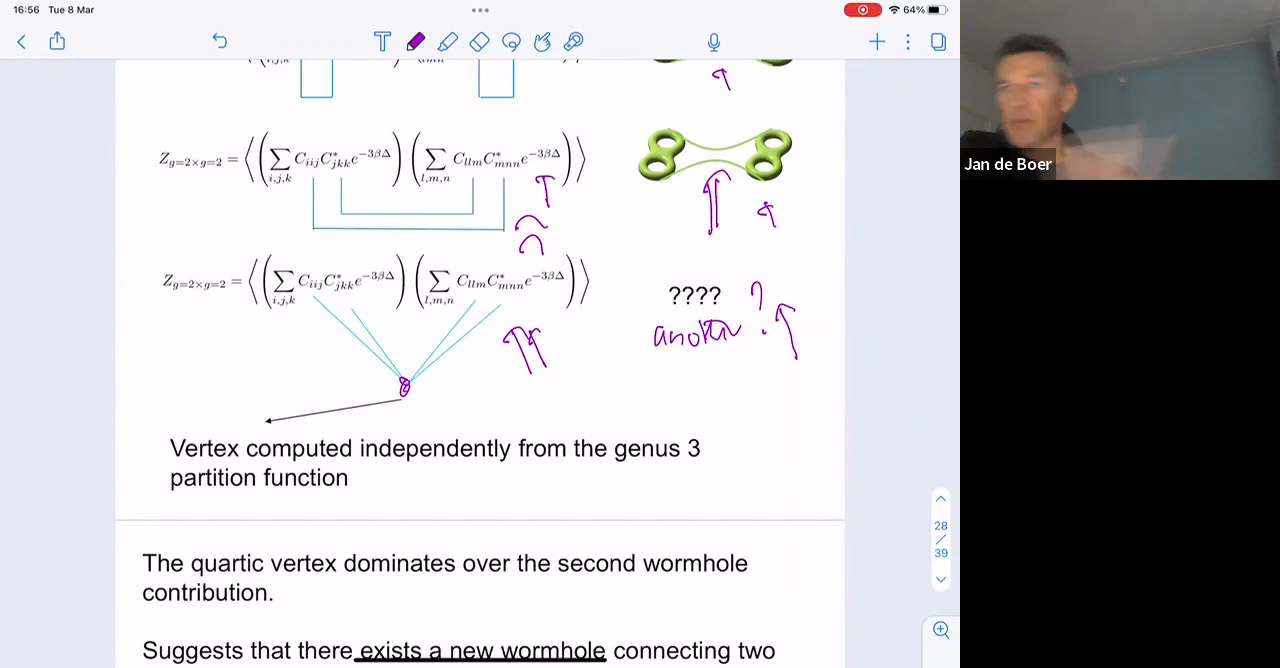 16:56 Tue 8 Mar
64%
Jan de Boer
Z_{g=2×g=2} = ⟨(∑_{i,j,k} C_{iij}C*_{jkk}e^{−3βΔ})(∑_{l,m,n} C_{llm}C*_{mnn}e^{−3βΔ})⟩
Z_{g=2×g=2} = ⟨(∑_{i,j,k} C_{iij}C*_{jkk}e^{−3βΔ})(∑_{l,m,n} C_{llm}C*_{mnn}e^{−3βΔ})⟩
???? ?
another
Vertex computed independently from the genus 3
partition function
28
/
39
The quartic vertex dominates over the second wormhole
contribution.
Suggests that there exists a new wormhole connecting two